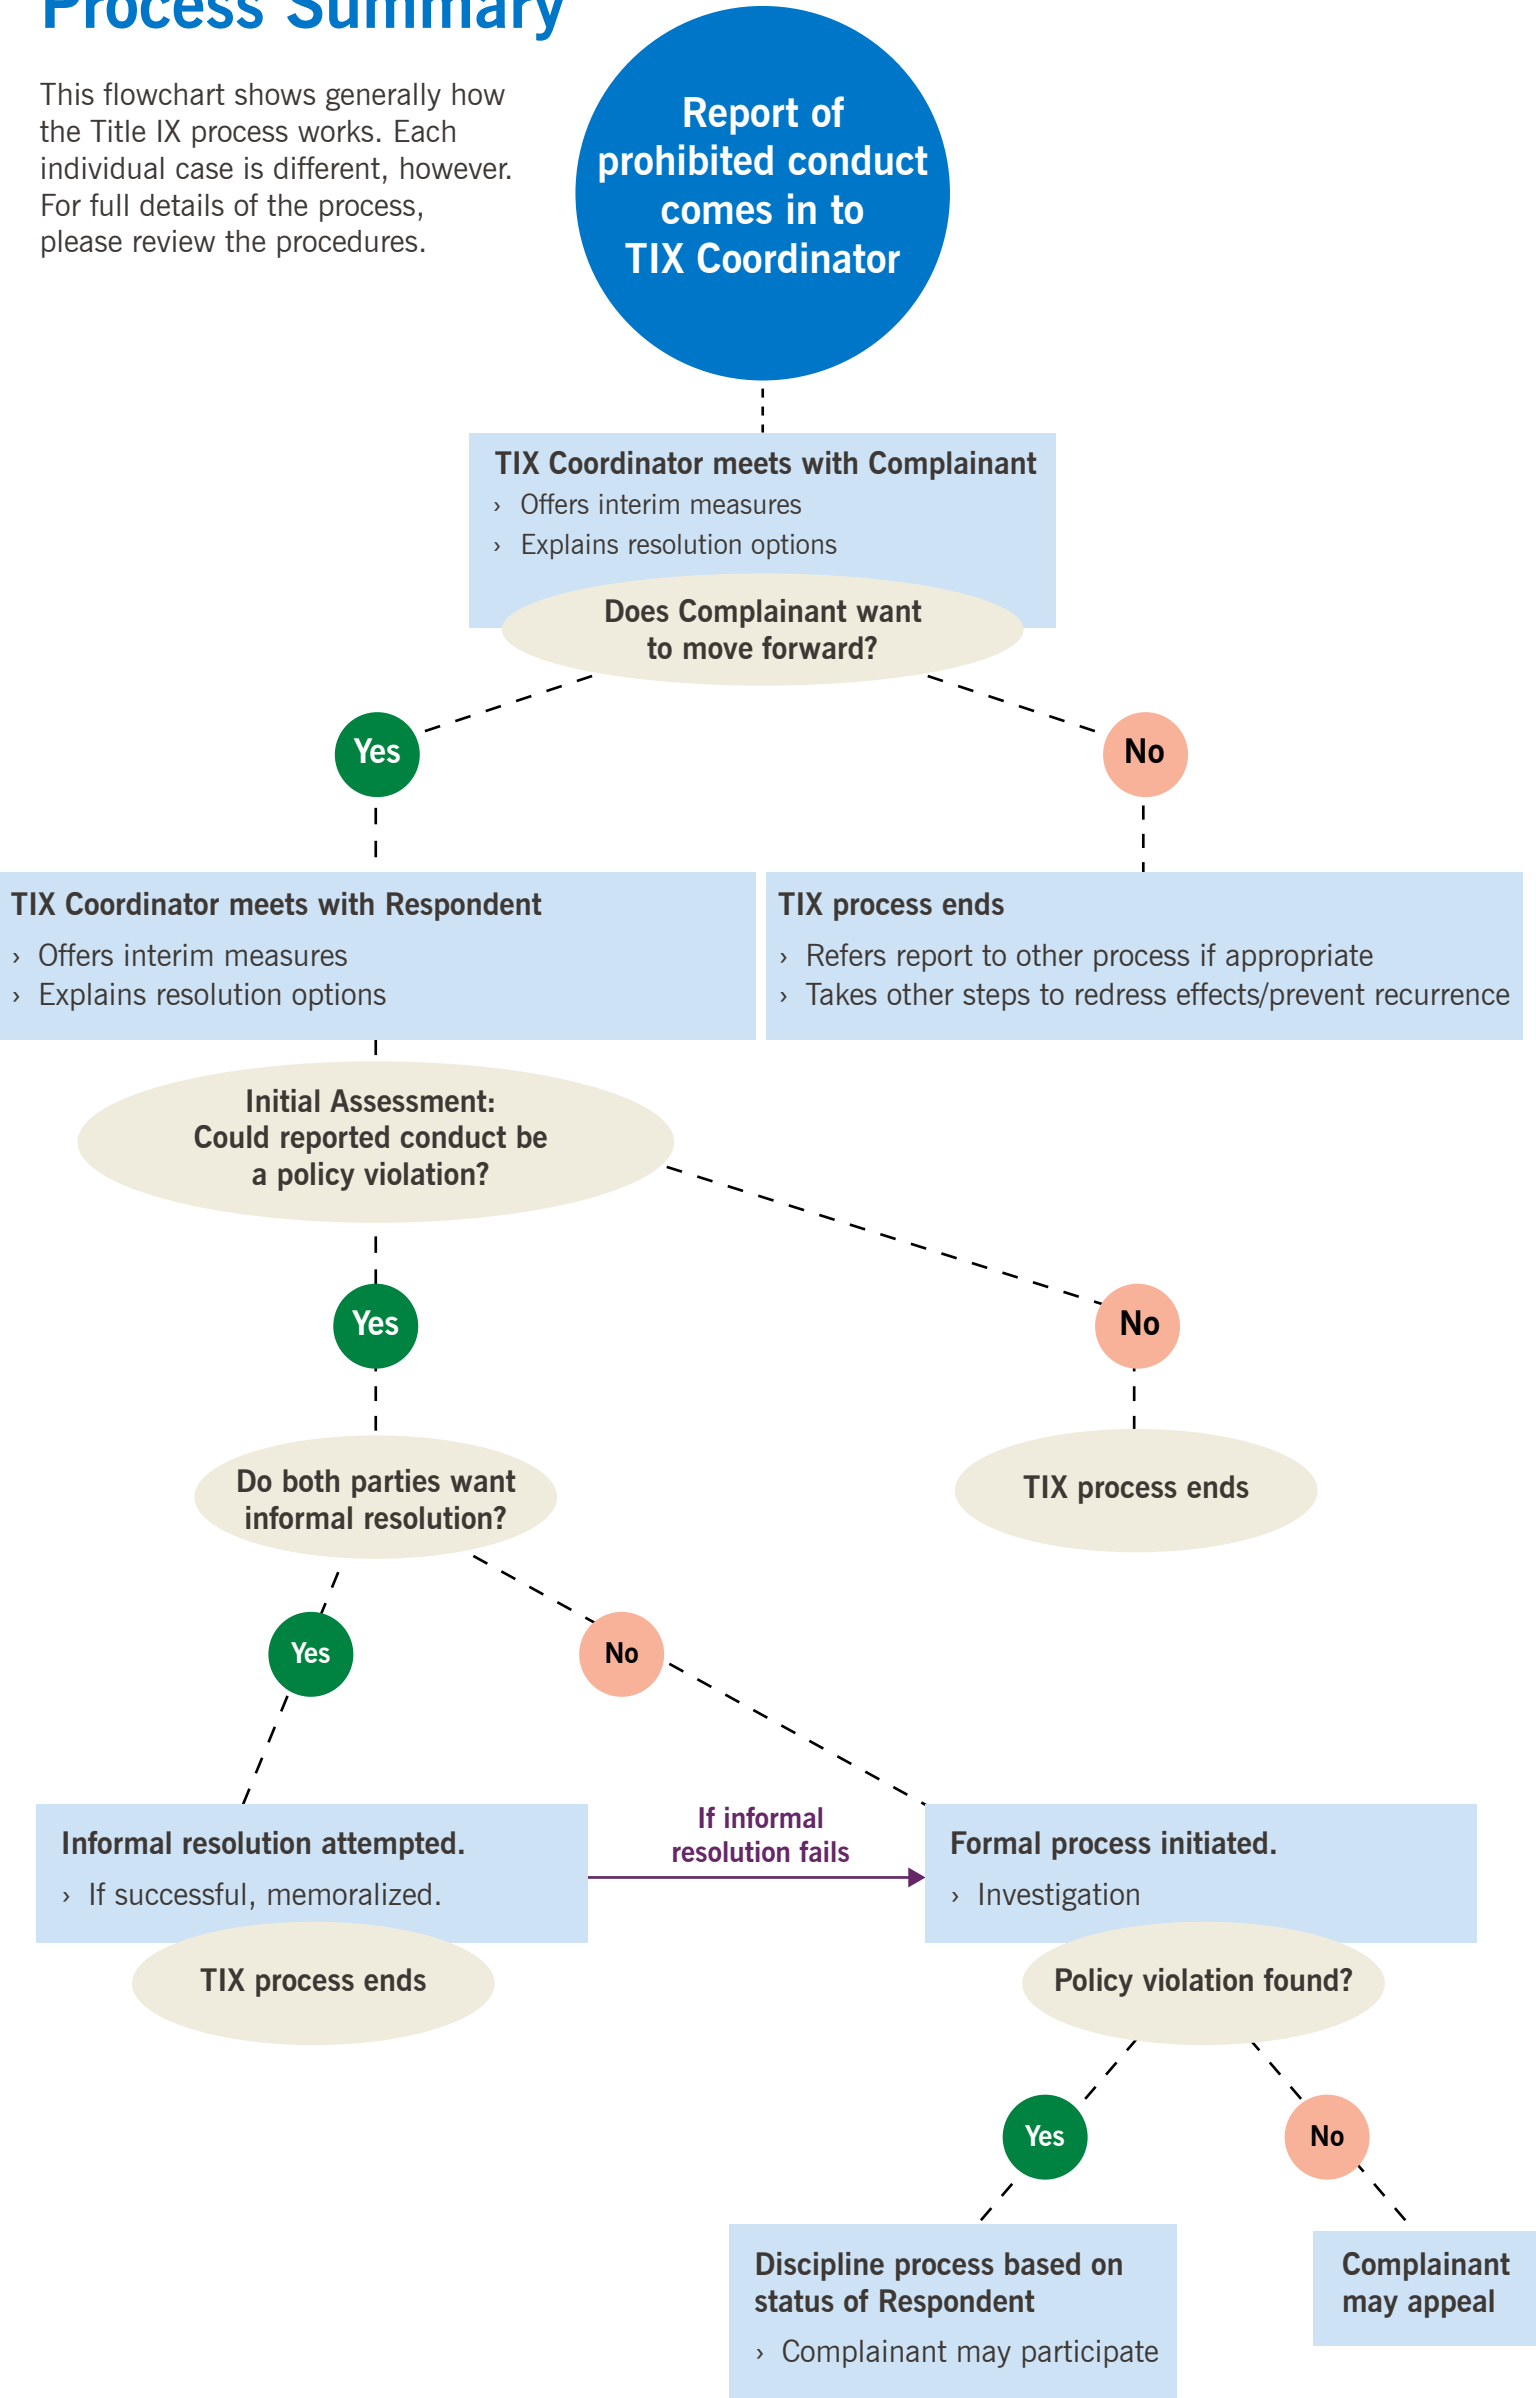 Process Summary
This flowchart shows generally how
the Title IX process works. Each
individual case is different, however.
For full details of the process,
please review the procedures.
Report of
prohibited conduct
comes in to
TIX Coordinator
TIX Coordinator meets with Complainant
› Offers interim measures
› Explains resolution options
Does Complainant want
to move forward?
Yes
No
TIX Coordinator meets with Respondent
› Offers interim measures
› Explains resolution options
TIX process ends
› Refers report to other process if appropriate
› Takes other steps to redress effects/prevent recurrence
Initial Assessment:
Could reported conduct be
a policy violation?
Yes
No
Do both parties want
informal resolution?
TIX process ends
Yes
No
Informal resolution attempted.
› If successful, memoralized.
TIX process ends
If informal
resolution fails
Formal process initiated.
› Investigation
Policy violation found?
Yes
No
Discipline process based on
status of Respondent
› Complainant may participate
Complainant
may appeal